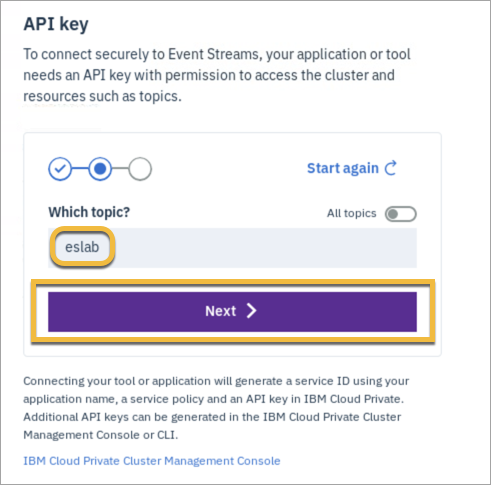 API key
To connect securely to Event Streams, your application or tool
needs an API key with permission to access the cluster and
resources such as topics.
Start again
Which topic?
All topics
eslab
Next
Connecting your tool or application will generate a service ID using your
application name, a service policy and an API key in IBM Cloud Private.
Additional API keys can be generated in the IBM Cloud Private Cluster
Management Console or CLI.
IBM Cloud Private Cluster Management Console